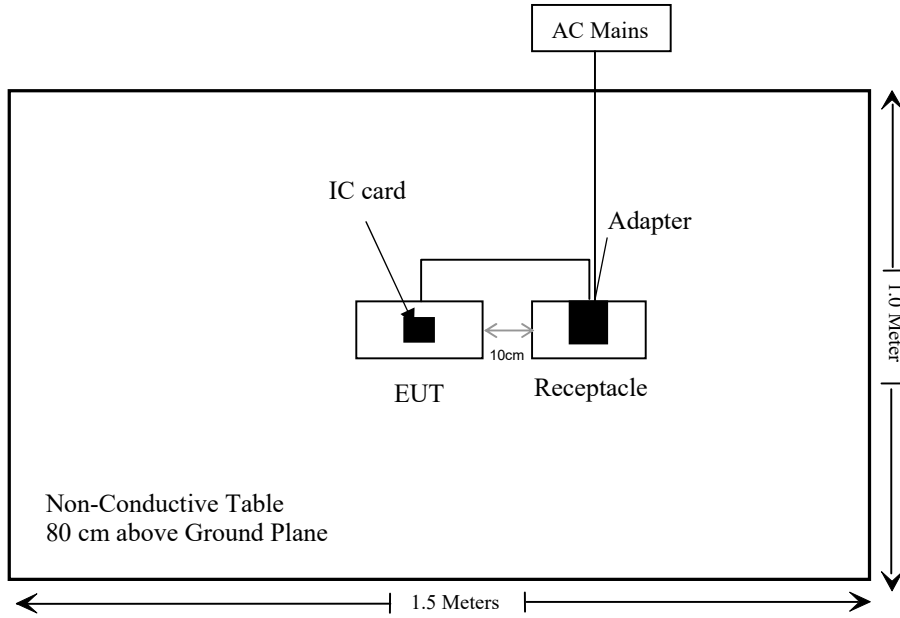 AC Mains
IC card
Adapter
10cm
EUT
Receptacle
1.0 Meter
Non-Conductive Table
80 cm above Ground Plane
1.5 Meters